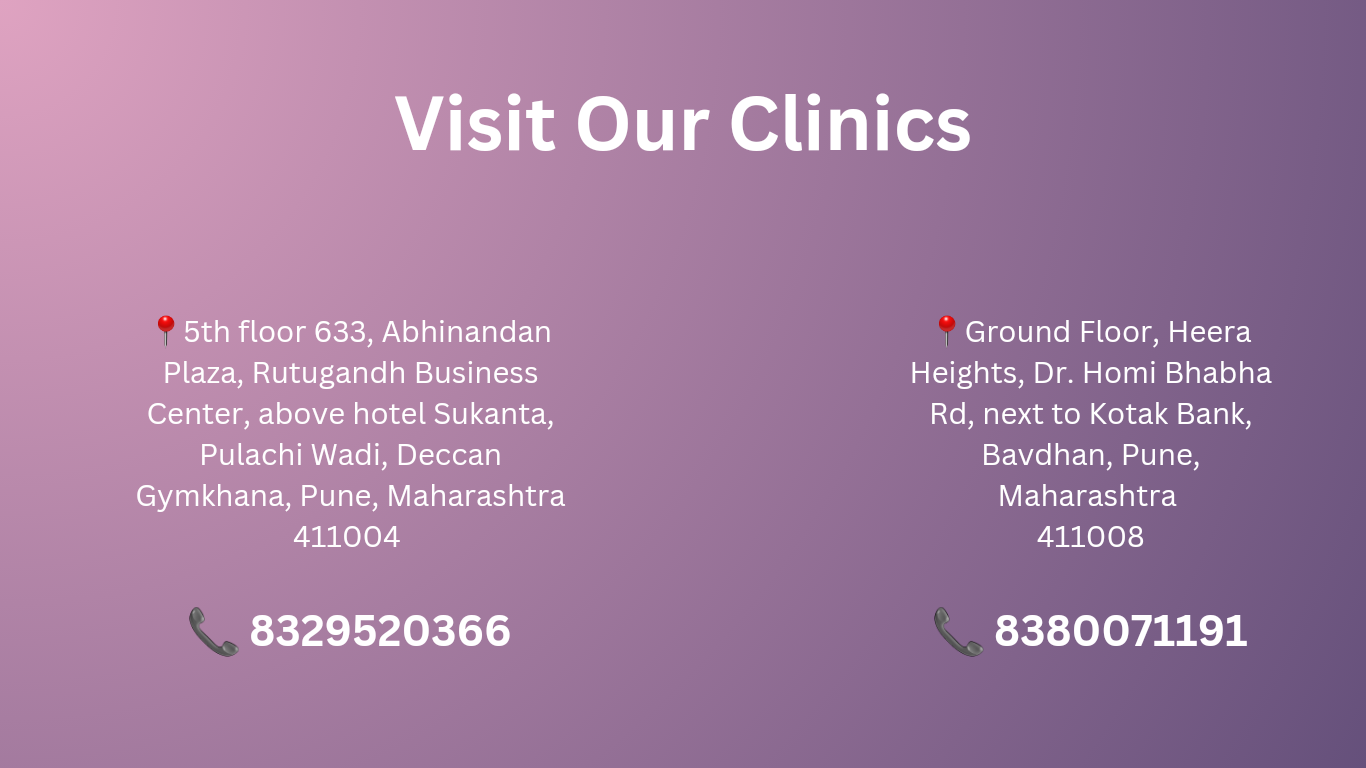 Visit Our Clinics
📍5th floor 633, Abhinandan
Plaza, Rutugandh Business
Center, above hotel Sukanta,
Pulachi Wadi, Deccan
Gymkhana, Pune, Maharashtra
411004
📞 8329520366
📍Ground Floor, Heera
Heights, Dr. Homi Bhabha
Rd, next to Kotak Bank,
Bavdhan, Pune,
Maharashtra
411008
📞 8380071191